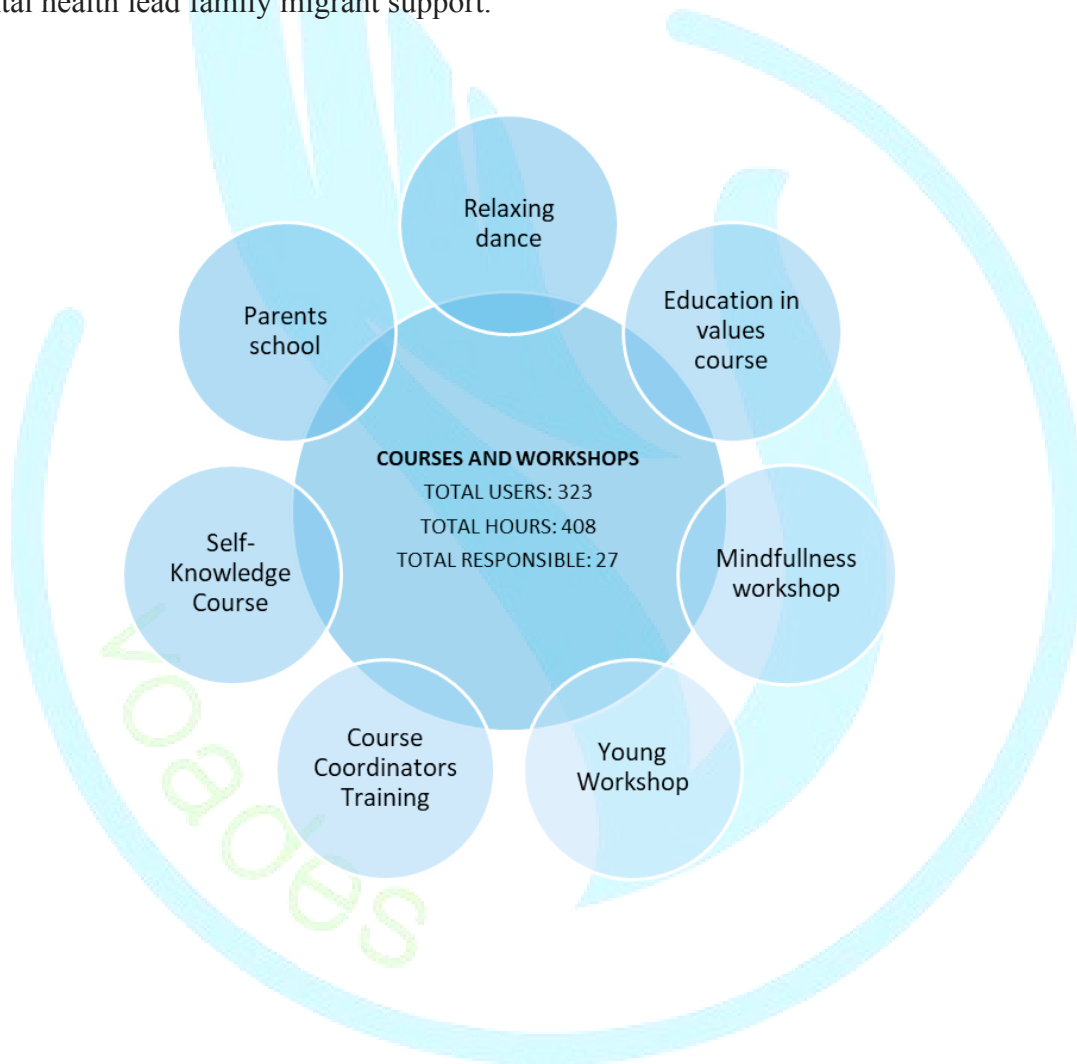 tal health lead family migrant support.
Relaxing
dance
Education in
values
course
Parents
school
COURSES AND WORKSHOPS
TOTAL USERS: 323
TOTAL HOURS: 408
TOTAL RESPONSIBLE: 27
Mindfullness
workshop
Self-
Knowledge
Course
Young
Workshop
Course
Coordinators
Training
voades